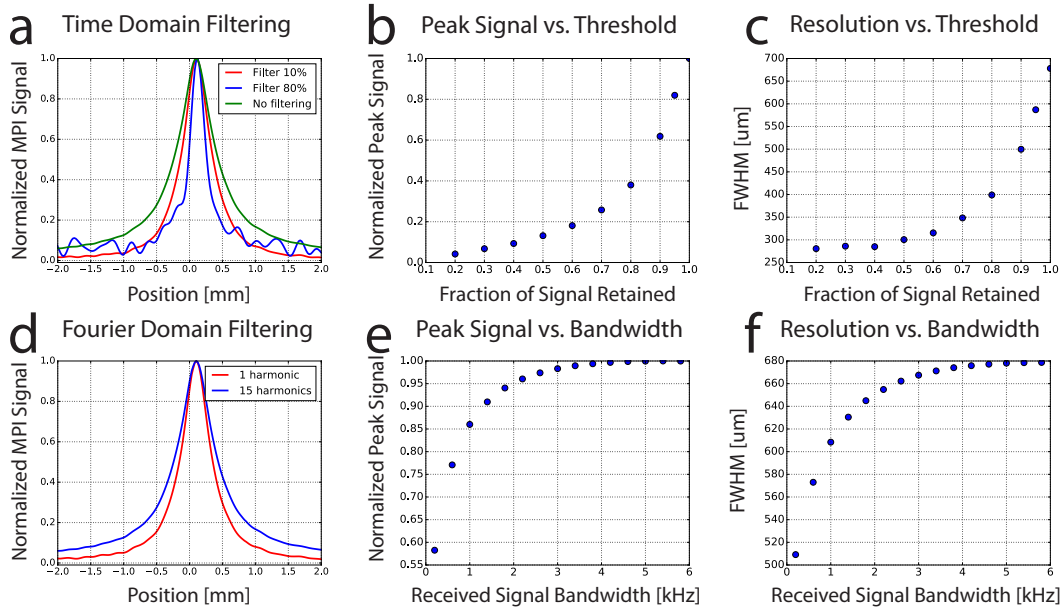 a Time Domain Filtering
Normalized MPI Signal
1.0
0.8
0.6
0.4
0.2
0.0
−2.0 −1.5 −1.0 −0.5 0.0 0.5 1.0 1.5 2.0
Position [mm]
Filter 10%
Filter 80%
No filtering
b Peak Signal vs. Threshold
Normalized Peak Signal
1.0
0.8
0.6
0.4
0.2
0.0
0.1 0.2 0.3 0.4 0.5 0.6 0.7 0.8 0.9 1.0
Fraction of Signal Retained
c Resolution vs. Threshold
FWHM [um]
700
650
600
550
500
450
400
350
300
250
0.1 0.2 0.3 0.4 0.5 0.6 0.7 0.8 0.9 1.0
Fraction of Signal Retained
d Fourier Domain Filtering
Normalized MPI Signal
1.0
0.8
0.6
0.4
0.2
0.0
−2.0 −1.5 −1.0 −0.5 0.0 0.5 1.0 1.5 2.0
Position [mm]
1 harmonic
15 harmonics
e Peak Signal vs. Bandwidth
Normalized Peak Signal
1.00
0.95
0.90
0.85
0.80
0.75
0.70
0.65
0.60
0.55
0 1 2 3 4 5 6
Received Signal Bandwidth [kHz]
f Resolution vs. Bandwidth
FWHM [um]
680
660
640
620
600
580
560
540
520
500
0 1 2 3 4 5 6
Received Signal Bandwidth [kHz]